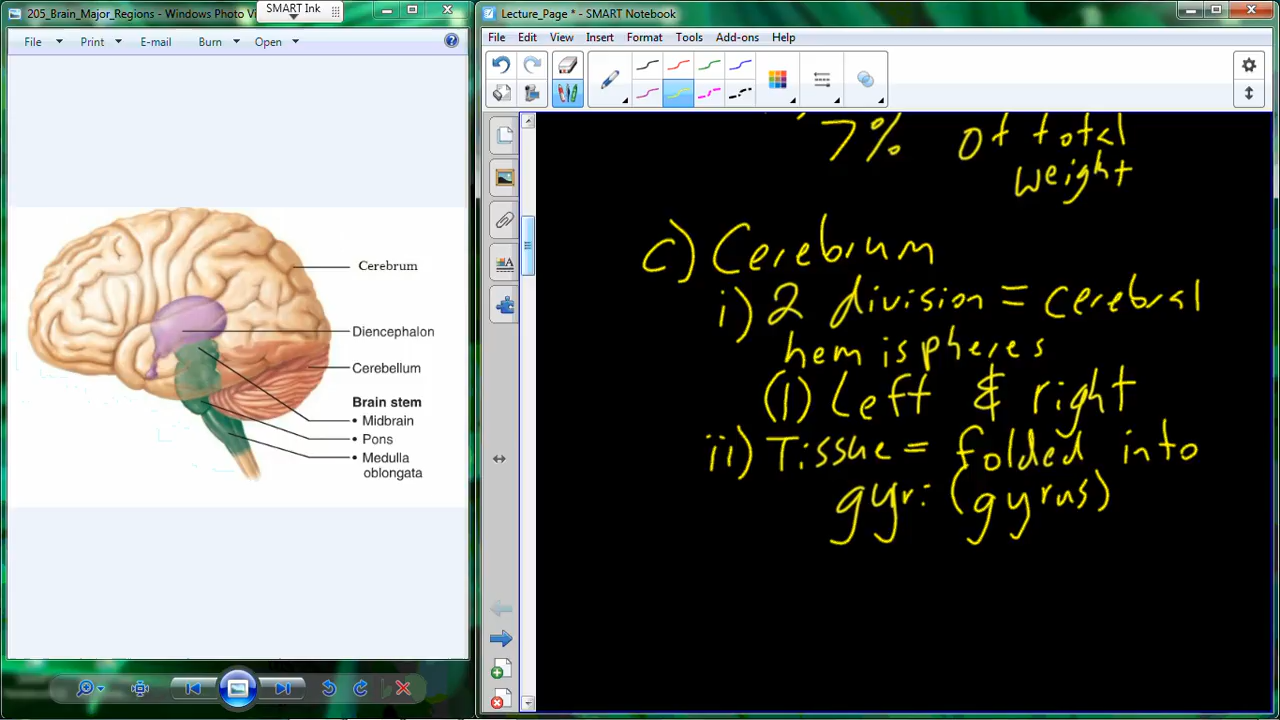 205_Brain_Major_Regions - Windows Photo Vi
SMART Ink
File Print E-mail Burn Open
Cerebrum
Diencephalon
Cerebellum
Brain stem
• Midbrain
• Pons
• Medulla
oblongata
Lecture_Page * - SMART Notebook
File Edit View Insert Format Tools Add-ons Help
7% of total
weight
c) Cerebrum
i) 2 division = cerebral
hemispheres
(1) Left & right
ii) Tissue = folded into
gyri (gyrus)